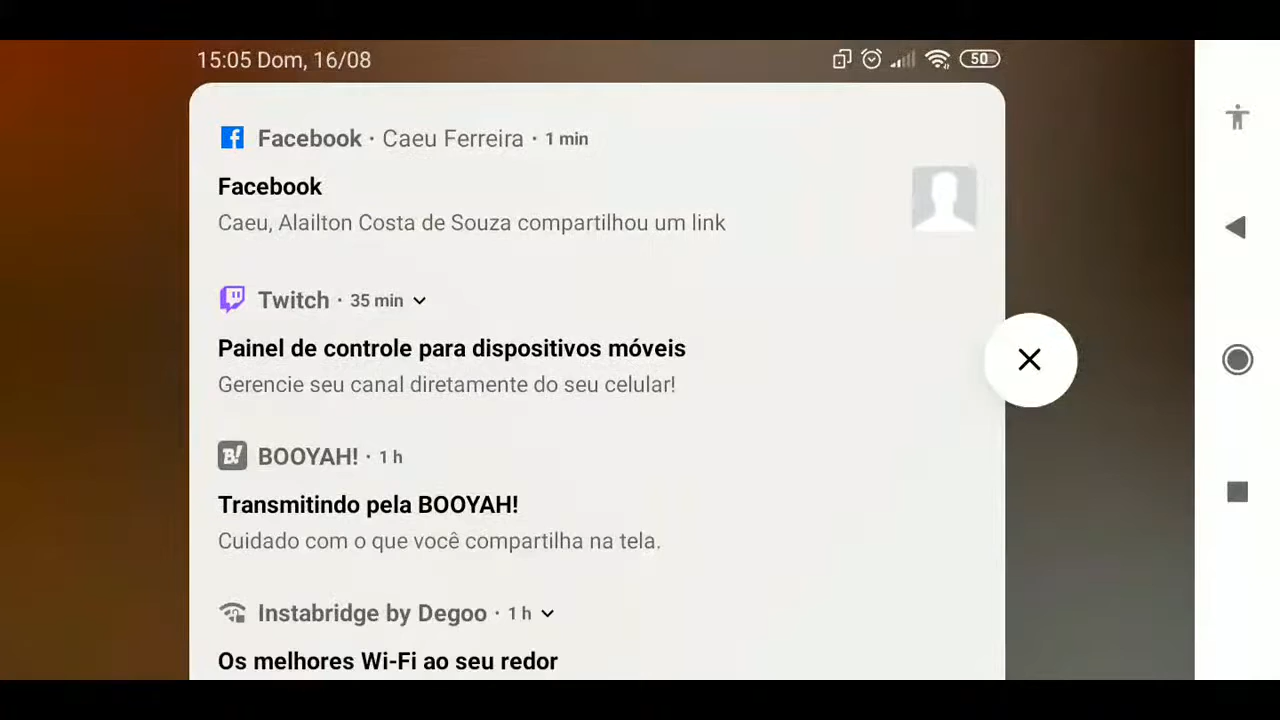 15:05 Dom, 16/08
50
Facebook · Caeu Ferreira · 1 min
Facebook
Caeu, Alailton Costa de Souza compartilhou um link
Twitch · 35 min
Painel de controle para dispositivos móveis
Gerencie seu canal diretamente do seu celular!
B! BOOYAH! · 1 h
Transmitindo pela BOOYAH!
Cuidado com o que você compartilha na tela.
Instabridge by Degoo · 1 h
Os melhores Wi-Fi ao seu redor